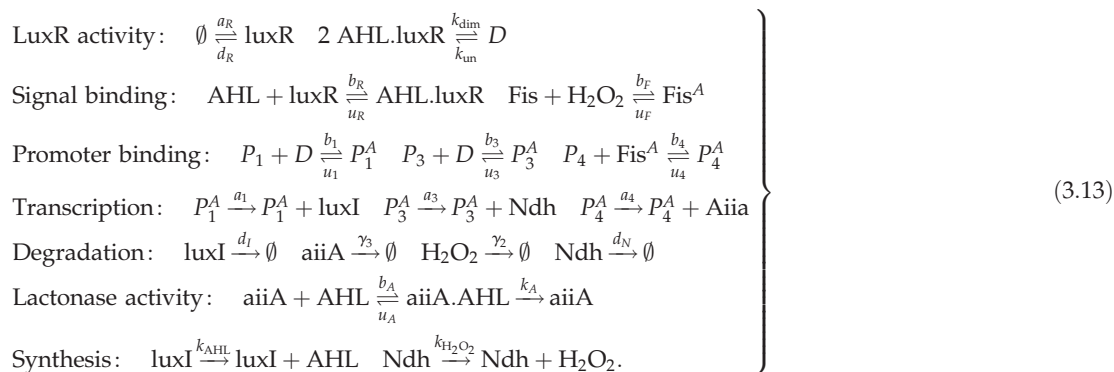 LuxR activity: ∅ ⇌ luxR (a_R, d_R)  2 AHL.luxR ⇌ D (k_dim, k_un)
Signal binding: AHL + luxR ⇌ AHL.luxR (b_R, u_R)  Fis + H₂O₂ ⇌ Fis^A (b_F, u_F)
Promoter binding: P₁ + D ⇌ P₁^A (b₁, u₁)  P₃ + D ⇌ P₃^A (b₃, u₃)  P₄ + Fis^A ⇌ P₄^A (b₄, u₄)
Transcription: P₁^A → P₁^A + luxI (a₁)  P₃^A → P₃^A + Ndh (a₃)  P₄^A → P₄^A + Aiia (a₄)
(3.13)
Degradation: luxI → ∅ (d_I)  aiiA → ∅ (γ₃)  H₂O₂ → ∅ (γ₂)  Ndh → ∅ (d_N)
Lactonase activity: aiiA + AHL ⇌ aiiA.AHL (b_A, u_A) → aiiA (k_A)
Synthesis: luxI → luxI + AHL (k_AHL)  Ndh → Ndh + H₂O₂. (k_H₂O₂)